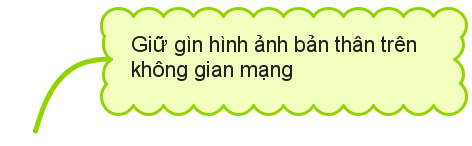 Giữ gìn hình ảnh bản thân trên
không gian mạng